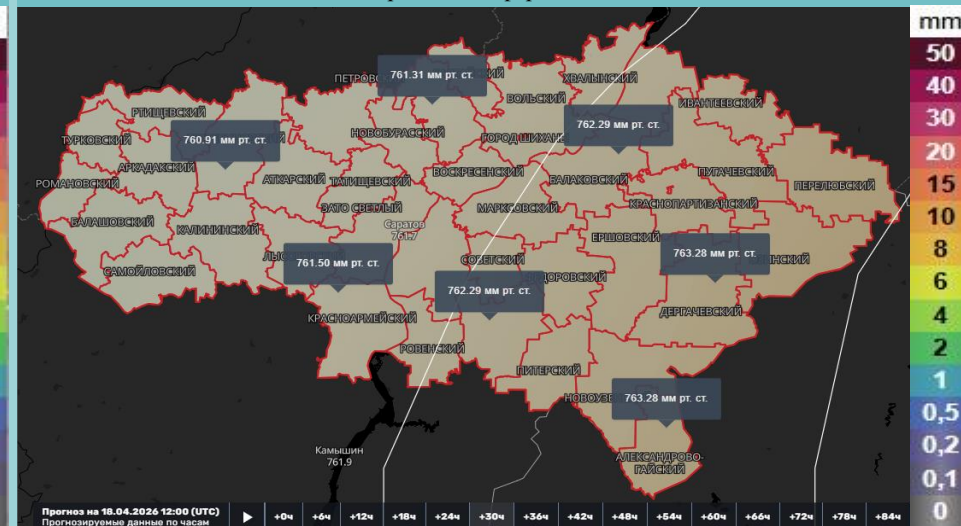 mm
50
40
30
20
15
10
8
6
4
2
1
0,5
0,2
0,1
0
761.31 мм рт. ст.
ХВАЛЫНСКИЙ
ВОЛЬСКИЙ
ИВАНТЕЕВСКИЙ
РТИЩЕВСКИЙ
762.29 мм рт. ст.
НОВОБУРАССКИЙ
ГОРОД ШИХАНЫ
ТУРКОВСКИЙ
760.91 мм рт. ст.
АРКАДАКСКИЙ
РОМАНОВСКИЙ
АТКАРСКИЙ
ТАТИЩЕВСКИЙ
ВОСКРЕСЕНСКИЙ
БАЛАКОВСКИЙ
ПУГАЧЕВСКИЙ
ПЕРЕЛЮБСКИЙ
ЗАТО СВЕТЛЫЙ
МАРКСОВСКИЙ
КРАСНОПАРТИЗАНСКИЙ
БАЛАШОВСКИЙ
КАЛИНИНСКИЙ
Саратов
761.7
ЕРШОВСКИЙ
763.28 мм рт. ст.
761.50 мм рт. ст.
СОВЕТСКИЙ
САМОЙЛОВСКИЙ
762.29 мм рт. ст.
КРАСНОАРМЕЙСКИЙ
ДЕРГАЧЕВСКИЙ
РОВЕНСКИЙ
ПИТЕРСКИЙ
763.28 мм рт. ст.
Камышин
761.9
АЛЕКСАНДРОВО-
ГАЙСКИЙ
Прогноз на 18.04.2026 12:00 (UTC)
Прогнозируемые данные по часам
+0ч +6ч +12ч +18ч +24ч +30ч +36ч +42ч +48ч +54ч +60ч +66ч +72ч +78ч +84ч